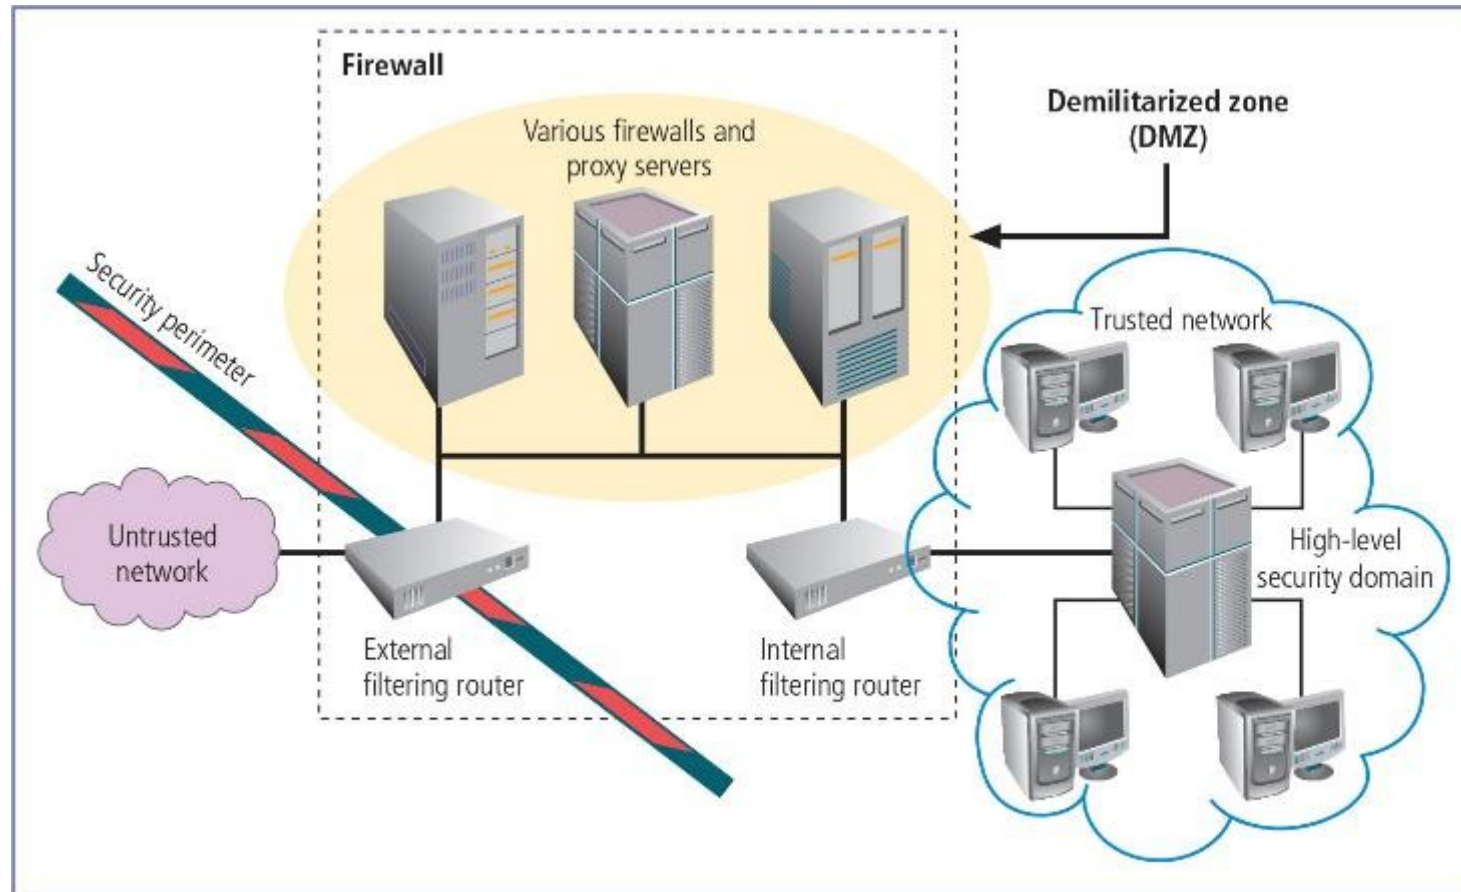 Firewall
Various firewalls and
proxy servers
Demilitarized zone
(DMZ)
Security perimeter
Trusted network
Untrusted
network
High-level
security domain
External
filtering router
Internal
filtering router